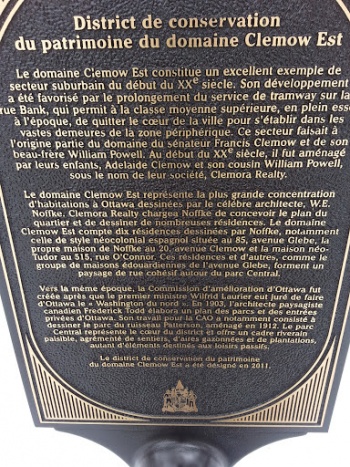 District de conservation
du patrimoine du domaine Clemow Est
Le domaine Clemow Est constitue un excellent exemple de
secteur suburbain du début du XXe siècle. Son développement
a été favorisé par le prolongement du service de tramway sur la
rue Bank, qui permit à la classe moyenne supérieure, en plein essor
à l'époque, de quitter le cœur de la ville pour s'établir dans les
vastes demeures de la zone périphérique. Ce secteur faisait à
l'origine partie du domaine du sénateur Francis Clemow et de son
beau-frère William Powell. Au début du XXe siècle, il fut aménagé
par leurs enfants, Adelaide Clemow et son cousin William Powell,
sous le nom de leur société, Clemora Realty.
Le domaine Clemow Est représente la plus grande concentration
d'habitations à Ottawa dessinées par le célèbre architecte, W.E.
Noffke. Clemora Realty chargea Noffke de concevoir le plan du
quartier et de dessiner de nombreuses résidences. Le domaine
Clemow Est compte dix résidences dessinées par Noffke, notamment
celle de style néocolonial espagnol située au 85, avenue Glebe, la
propre maison de Noffke au 20, avenue Clemow et la maison néo-
Tudor au 515, rue O'Connor. Ces résidences et d'autres, comme le
groupe de maisons édouardiennes de l'avenue Glebe, forment un
paysage de rue cohésif autour du parc Central.
Vers la même époque, la Commission d'amélioration d'Ottawa fut
créée après que le premier ministre Wilfrid Laurier eut juré de faire
d'Ottawa le « Washington du nord ». En 1903, l'architecte paysagiste
canadien Frederick Todd élabora un plan des parcs et des entrées
privées d'Ottawa. Son travail pour la CAO a notamment consisté à
dessiner le parc du ruisseau Patterson, aménagé en 1912. Le parc
Central représente le cœur du district et offre un cadre riverain
paisible, agrémenté de sentiers, d'aires gazonnées et de plantations,
autant d'éléments destinés aux loisirs passifs.
Le district de conservation du patrimoine
du domaine Clemow Est a été désigné en 2011.